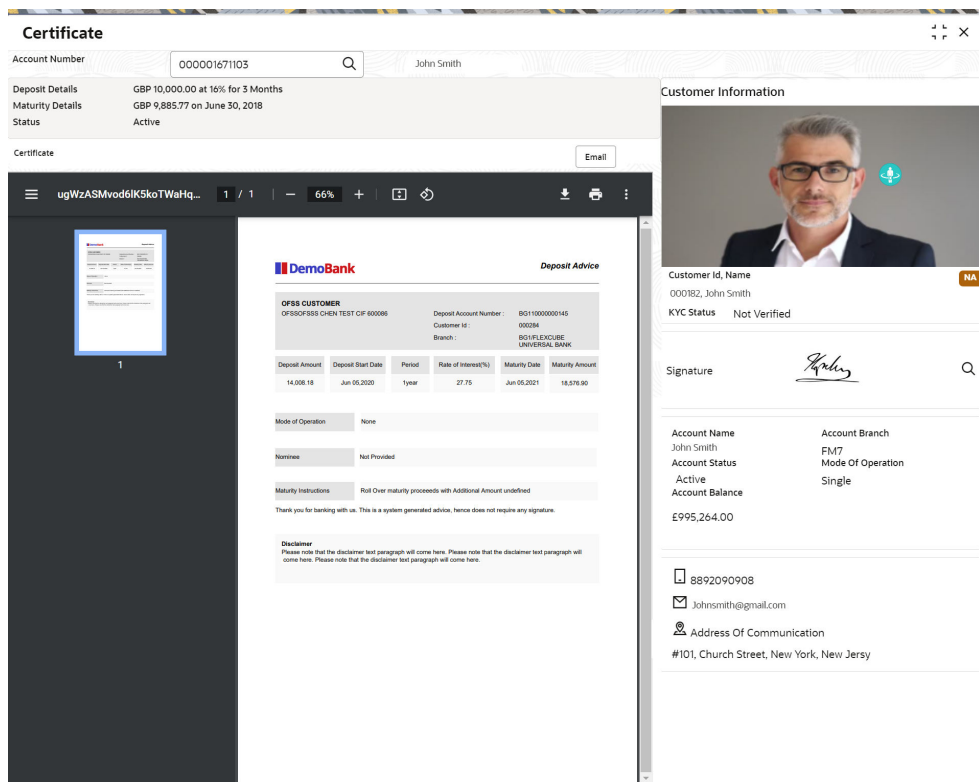 Certificate
Account Number
000001671103
John Smith
Deposit Details GBP 10,000.00 at 16% for 3 Months
Maturity Details GBP 9,885.77 on June 30, 2018
Status Active
Certificate
Email
ugWzASMvod6lK5koTWaHq... 1 / 1 66%
1
DemoBank
Deposit Advice
OFSS CUSTOMER
OFSSOFSSS CHEN TEST CIF 600086
Deposit Account Number : BG110000000145
Customer Id : 000284
Branch : BG1/FLEXCUBE
UNIVERSAL BANK
Deposit Amount Deposit Start Date Period Rate of Interest(%) Maturity Date Maturity Amount
14,008.18 Jun 05,2020 1year 27.75 Jun 05,2021 18,576.90
Mode of Operation None
Nominee Not Provided
Maturity Instructions Roll Over maturity proceeeds with Additional Amount undefined
Thank you for banking with us. This is a system generated advice, hence does not require any signature.
Disclaimer
Please note that the disclaimer text paragraph will come here. Please note that the disclaimer text paragraph will
come here. Please note that the disclaimer text paragraph will come here.
Customer Information
Customer Id, Name
NA
000182, John Smith
KYC Status Not Verified
Signature
Account Name Account Branch
John Smith FM7
Account Status Mode Of Operation
Active Single
Account Balance
£995,264.00
8892090908
Johnsmith@gmail.com
Address Of Communication
#101, Church Street, New York, New Jersy